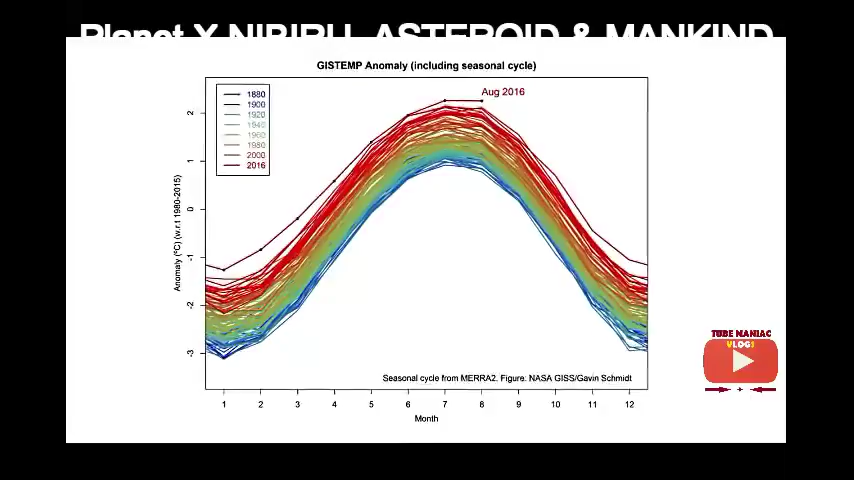 Planet X NIBIRU, ASTEROID & MANKIND
GISTEMP Anomaly (including seasonal cycle)
Aug 2016
1880
1900
1920
1940
1960
1980
2000
2016
2
1
0
-1
-2
-3
Anomaly (°C) (w.r.t 1980-2015)
TUBE MANIAC
VLOG1
Seasonal cycle from MERRA2. Figure: NASA GISS/Gavin Schmidt
1 2 3 4 5 6 7 8 9 10 11 12
Month